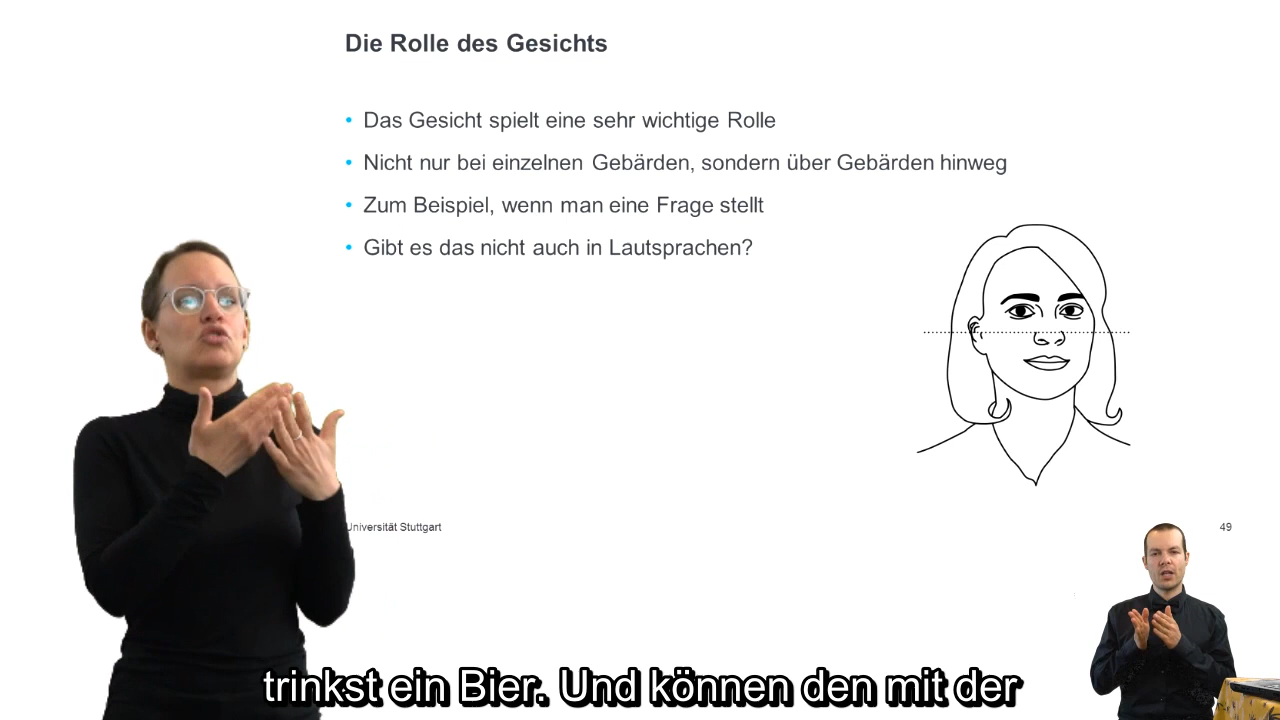 Die Rolle des Gesichts
• Das Gesicht spielt eine sehr wichtige Rolle
• Nicht nur bei einzelnen Gebärden, sondern über Gebärden hinweg
• Zum Beispiel, wenn man eine Frage stellt
• Gibt es das nicht auch in Lautsprachen?
Universität Stuttgart
49
trinkst ein Bier. Und können den mit der